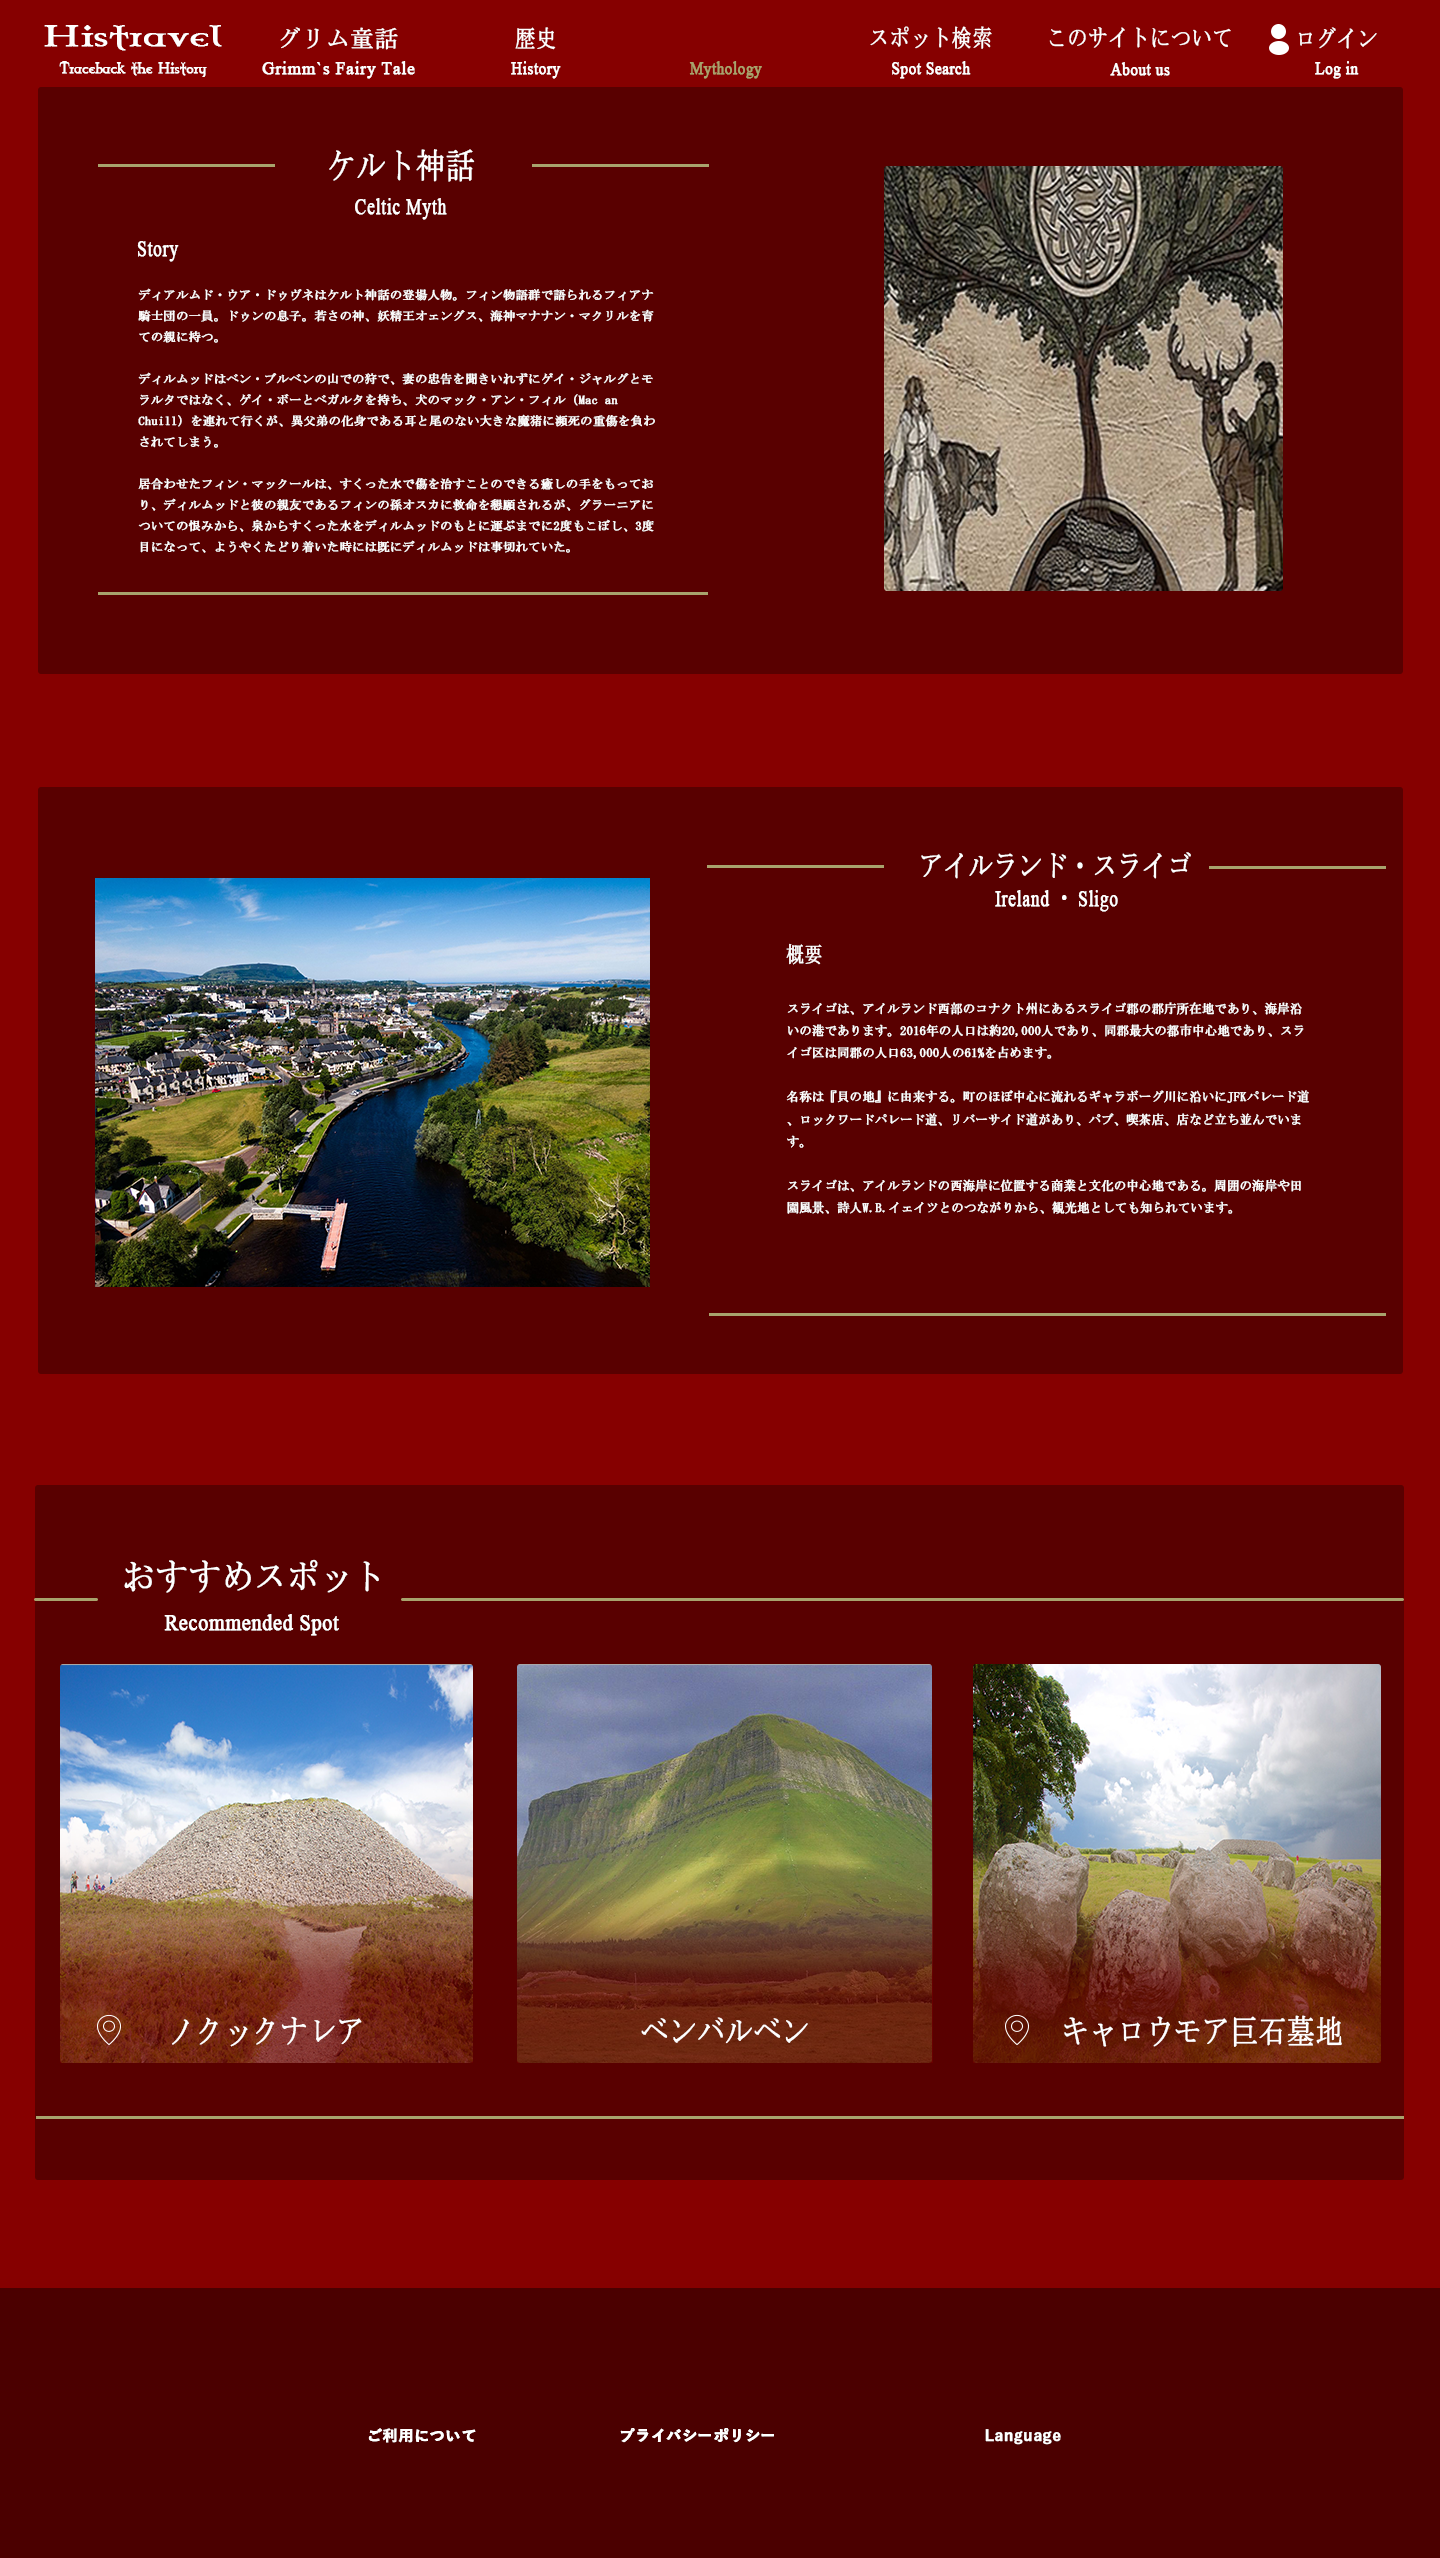 Histravel
Traceback the History
グリム童話
Grimm`s Fairy Tale
歴史
History
Mythology
スポット検索
Spot Search
このサイトについて
About us
ログイン
Log in
ケルト神話
Celtic Myth
Story
ディアルムド・ウア・ドゥヴネはケルト神話の登場人物。フィン物語群で語られるフィアナ
騎士団の一員。ドゥンの息子。若さの神、妖精王オェングス、海神マナナン・マクリルを育
ての親に持つ。
ディルムッドはベン・ブルベンの山での狩で、妻の忠告を聞きいれずにゲイ・ジャルグとモ
ラルタではなく、ゲイ・ボーとベガルタを持ち、犬のマック・アン・フィル (Mac an
Chuill) を連れて行くが、異父弟の化身である耳と尾のない大きな魔猪に瀕死の重傷を負わ
されてしまう。
居合わせたフィン・マックールは、すくった水で傷を治すことのできる癒しの手をもってお
り、ディルムッドと彼の親友であるフィンの孫オスカに救命を懇願されるが、グラーニアに
ついての恨みから、泉からすくった水をディルムッドのもとに運ぶまでに2度もこぼし、3度
目になって、ようやくたどり着いた時には既にディルムッドは事切れていた。
アイルランド・スライゴ
Ireland ・ Sligo
概要
スライゴは、アイルランド西部のコナクト州にあるスライゴ郡の郡庁所在地であり、海岸沿
いの港であります。2016年の人口は約20,000人であり、同郡最大の都市中心地であり、スラ
イゴ区は同郡の人口63,000人の61%を占めます。
名称は『貝の地』に由来する。町のほぼ中心に流れるギャラボーグ川に沿いにJFKパレード道
、ロックワードパレード道、リバーサイド道があり、パブ、喫茶店、店など立ち並んでいま
す。
スライゴは、アイルランドの西海岸に位置する商業と文化の中心地である。周囲の海岸や田
園風景、詩人W.B.イェイツとのつながりから、観光地としても知られています。
おすすめスポット
Recommended Spot
ノクックナレア
ベンバルベン
キャロウモア巨石墓地
ご利用について
プライバシーポリシー
Language